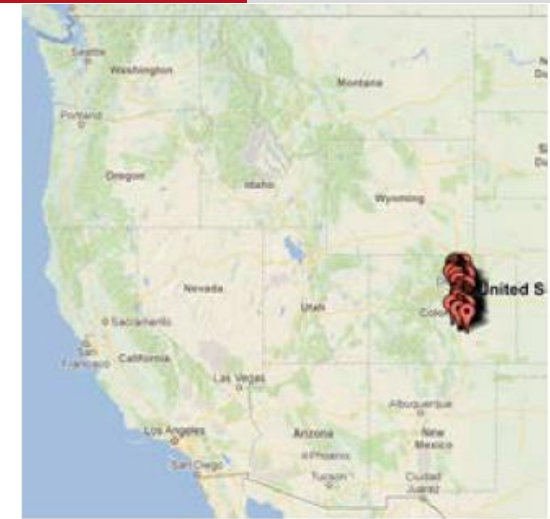 Seattle
Washington
Montana
Portland
Oregon
Idaho
Wyoming
Nevada
Utah
United S
Sacramento
San
Francisco
California
Las Vegas
Los Angeles
San Diego
Arizona
Phoenix
Tucson
Albuquerque
New
Mexico
Ciudad
Juárez